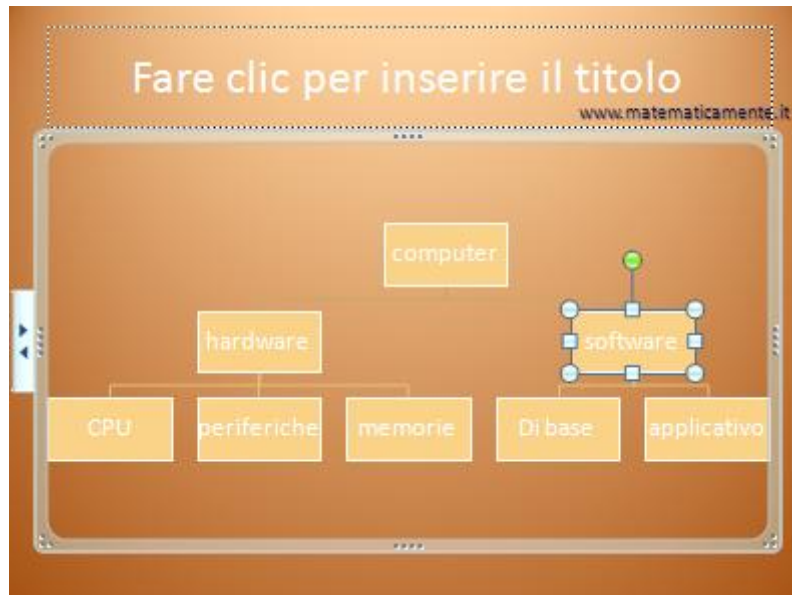 Fare clic per inserire il titolo
www.matematicamente.it
computer
hardware
software
CPU
periferiche
memorie
Di base
applicativo